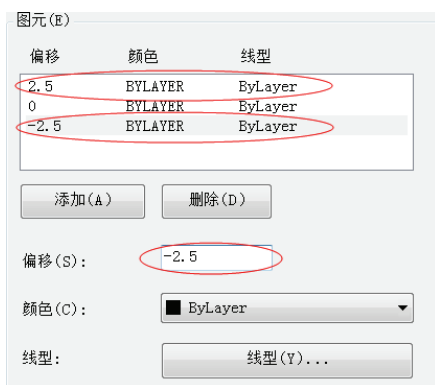 图元(E)
偏移 颜色 线型
2.5 BYLAYER ByLayer
0 BYLAYER ByLayer
-2.5 BYLAYER ByLayer
添加(A) 删除(D)
偏移(S): -2.5
颜色(C): ByLayer
线型: 线型(Y)...